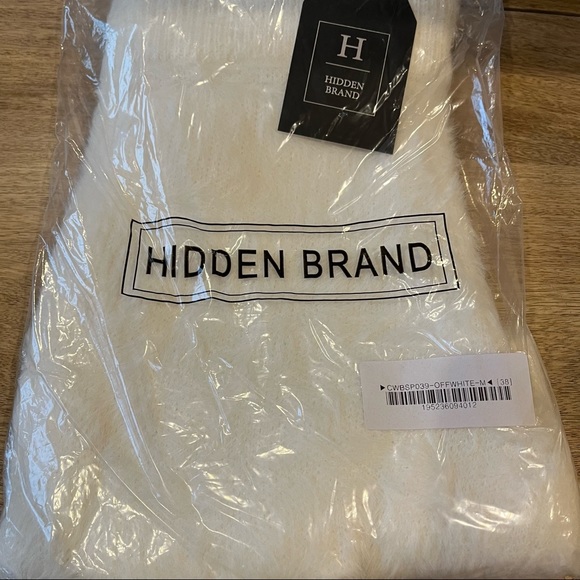 H
HIDDEN
BRAND
HIDDEN BRAND
►CWBSP039-OFFWHITE-M◄ [38]
195236094012